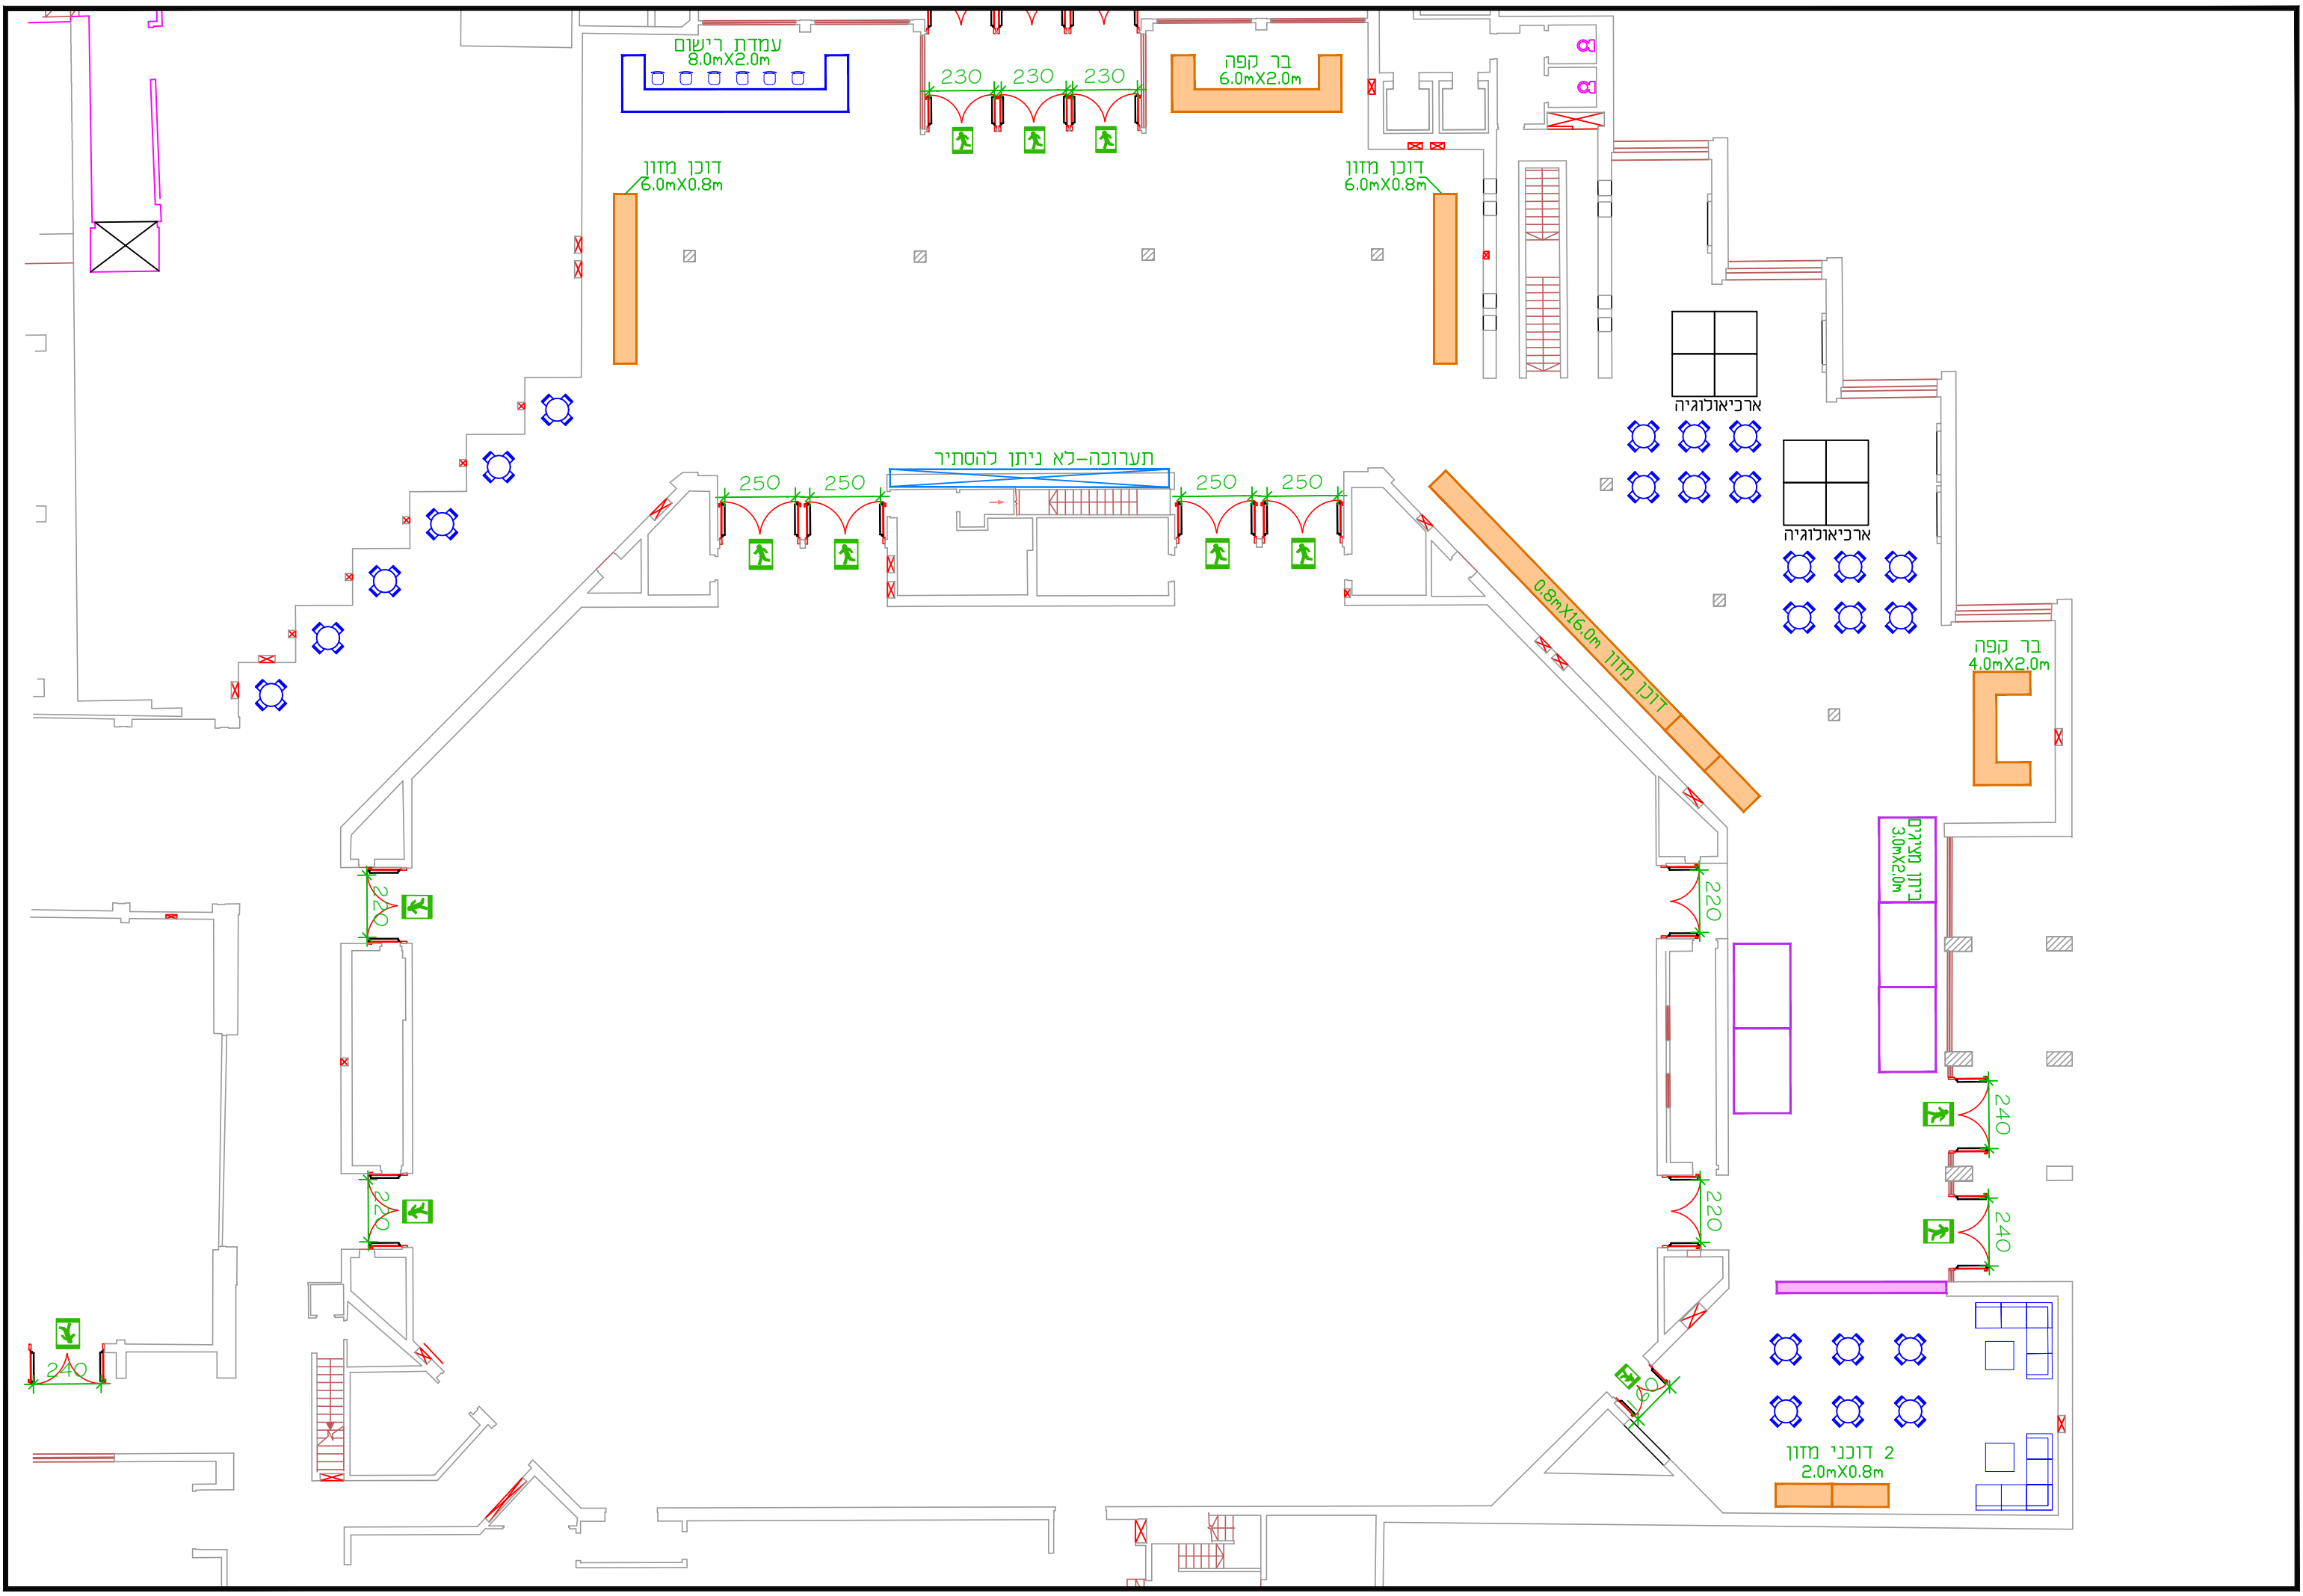 עמדת רישום
8.0mX2.0m
230
230
230
בר קפה
6.0mX2.0m
דוכן מזון
6.0mX0.8m
דוכן מזון
6.0mX0.8m
ארכיאולוגיה
תערוכה-לא ניתן להסתיר
250
250
250
250
ארכיאולוגיה
דוכן מזון 0.8mX16.0m
בר קפה
4.0mX2.0m
ביתן מציגים
3.0mX2.0m
220
220
220
220
240
240
240
2 דוכני מזון
2.0mX0.8m